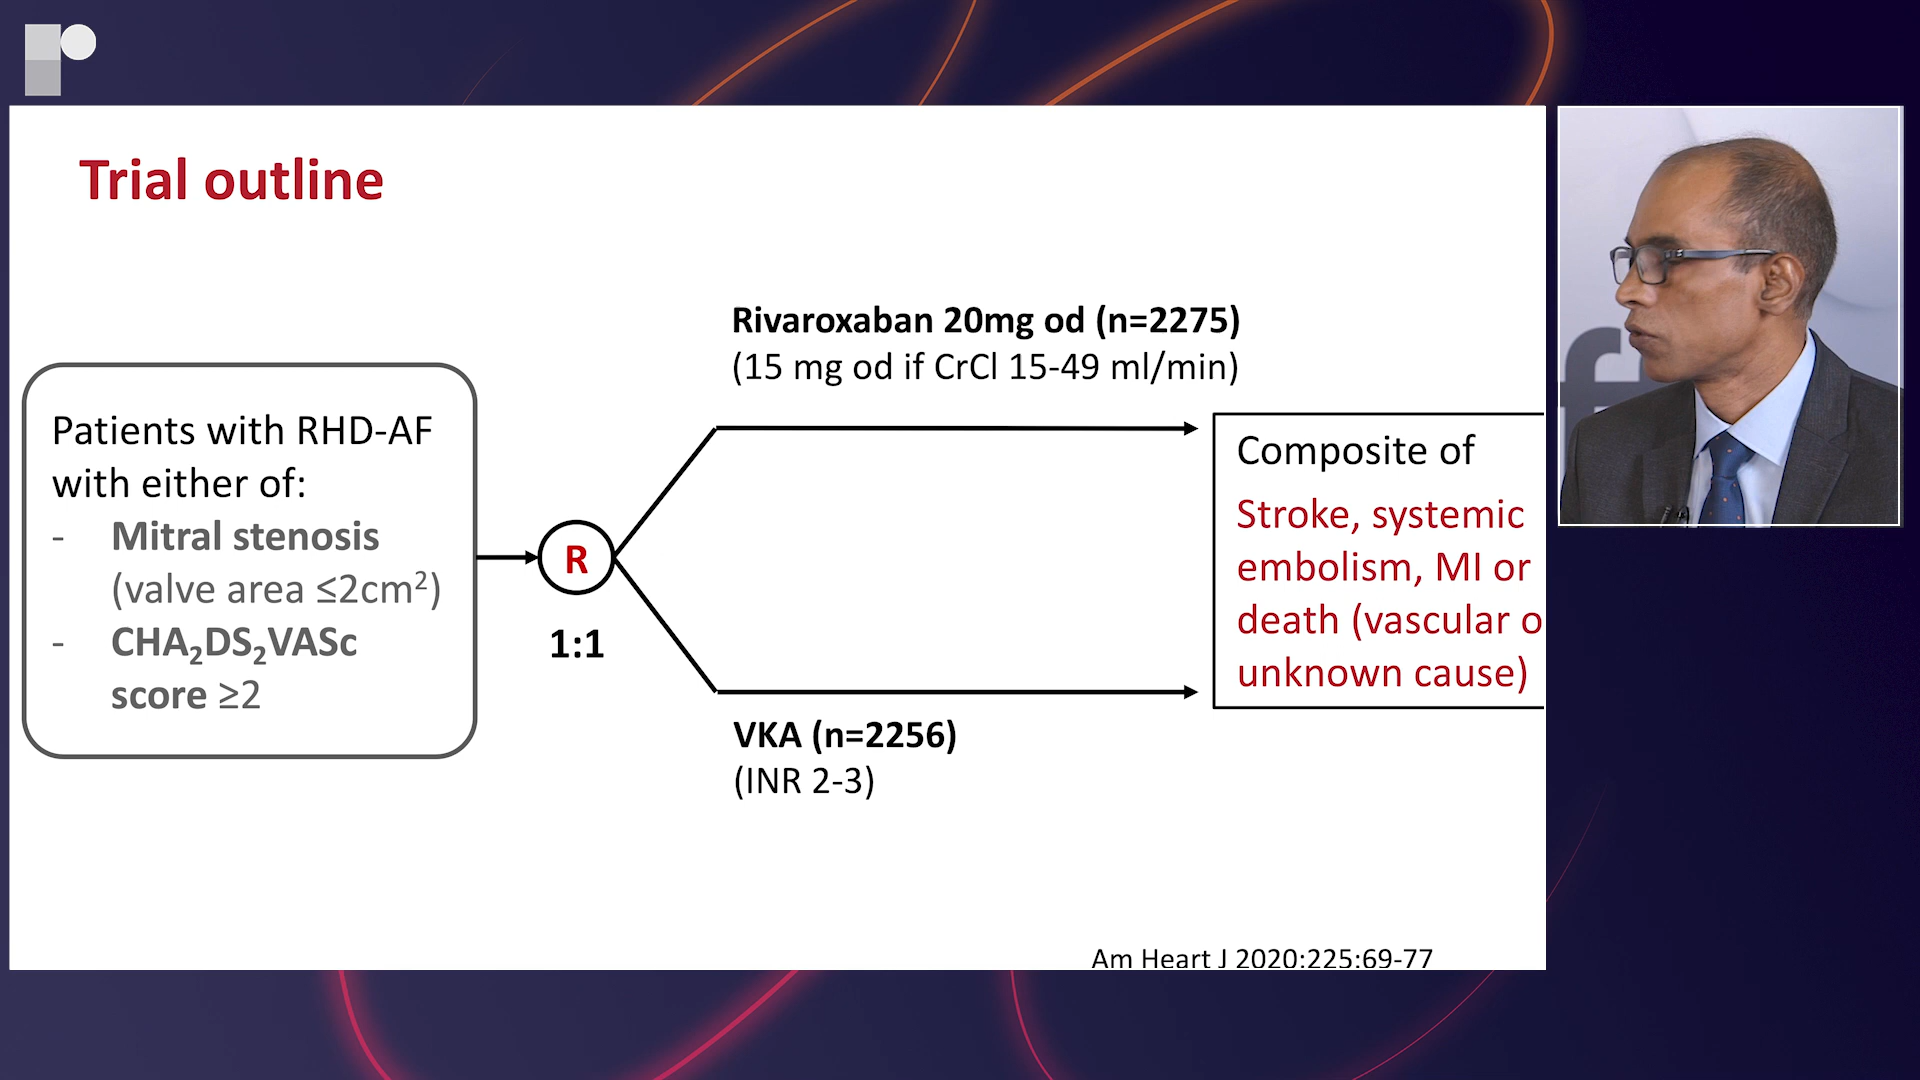 Trial outline
Patients with RHD-AF
with either of:
- Mitral stenosis
(valve area ≤2cm²)
- CHA₂DS₂VASc
score ≥2
R
1:1
Rivaroxaban 20mg od (n=2275)
(15 mg od if CrCl 15-49 ml/min)
VKA (n=2256)
(INR 2-3)
Composite of
Stroke, systemic
embolism, MI or
death (vascular o
unknown cause)
Am Heart J 2020:225:69-77